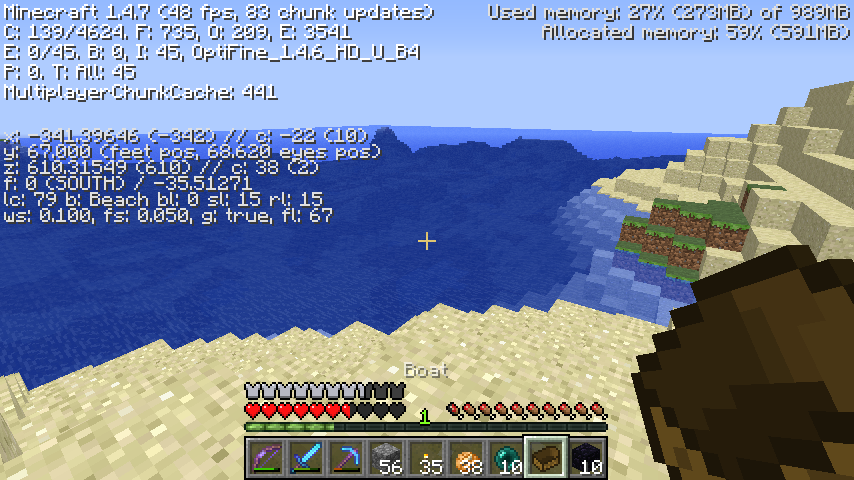 Minecraft 1.4.7 (48 fps, 83 chunk updates)
Used memory: 27% (273MB) of 989MB
C: 139/4624, F: 735, O: 209, E: 3541
Allocated memory: 59% (591MB)
E: 0/45, B: 0, I: 45, OptiFine_1.4.6_HD_U_B4
P: 0, T: All: 45
MultiplayerChunkCache: 441
x: -341.39646 (-342) // c: -22 (10)
y: 67.000 (feet pos, 68.620 eyes pos)
z: 610.31549 (610) // c: 38 (2)
f: 0 (SOUTH) / -35.51271
lc: 79 b: Beach bl: 0 sl: 15 rl: 15
ws: 0.100, fs: 0.050, g: true, fl: 67
Boat
1
56 35 38 10 10